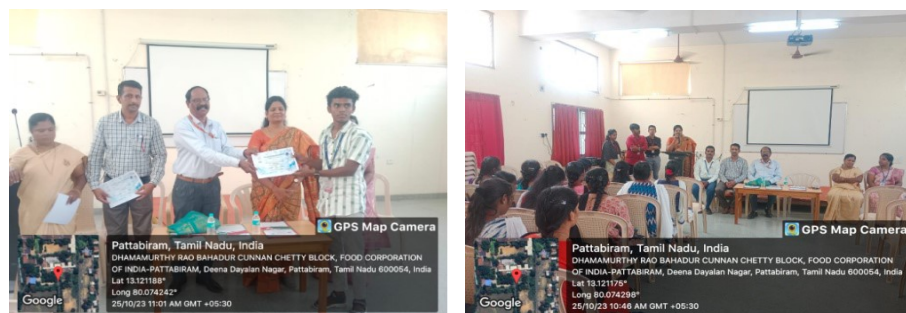 GPS Map Camera
Pattabiram, Tamil Nadu, India
DHAMAMURTHY RAO BAHADUR CUNNAN CHETTY BLOCK, FOOD CORPORATION
OF INDIA-PATTABIRAM, Deena Dayalan Nagar, Pattabiram, Tamil Nadu 600054, India
Lat 13.121188°
Long 80.074242°
25/10/23 11:01 AM GMT +05:30
Google
GPS Map Camera
Pattabiram, Tamil Nadu, India
DHAMAMURTHY RAO BAHADUR CUNNAN CHETTY BLOCK, FOOD CORPORATION
OF INDIA-PATTABIRAM, Deena Dayalan Nagar, Pattabiram, Tamil Nadu 600054, India
Lat 13.121175°
Long 80.074298°
25/10/23 10:46 AM GMT +05:30
Google